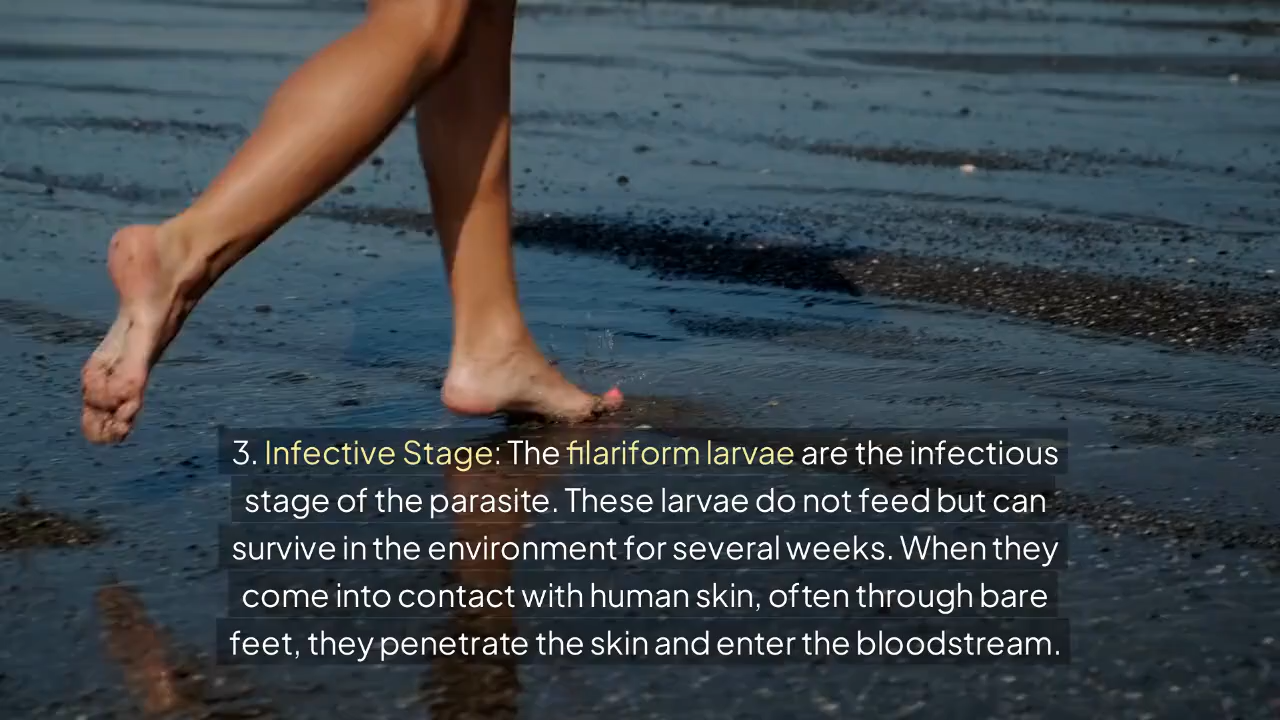 3. Infective Stage: The filariform larvae are the infectious
stage of the parasite. These larvae do not feed but can
survive in the environment for several weeks. When they
come into contact with human skin, often through bare
feet, they penetrate the skin and enter the bloodstream.